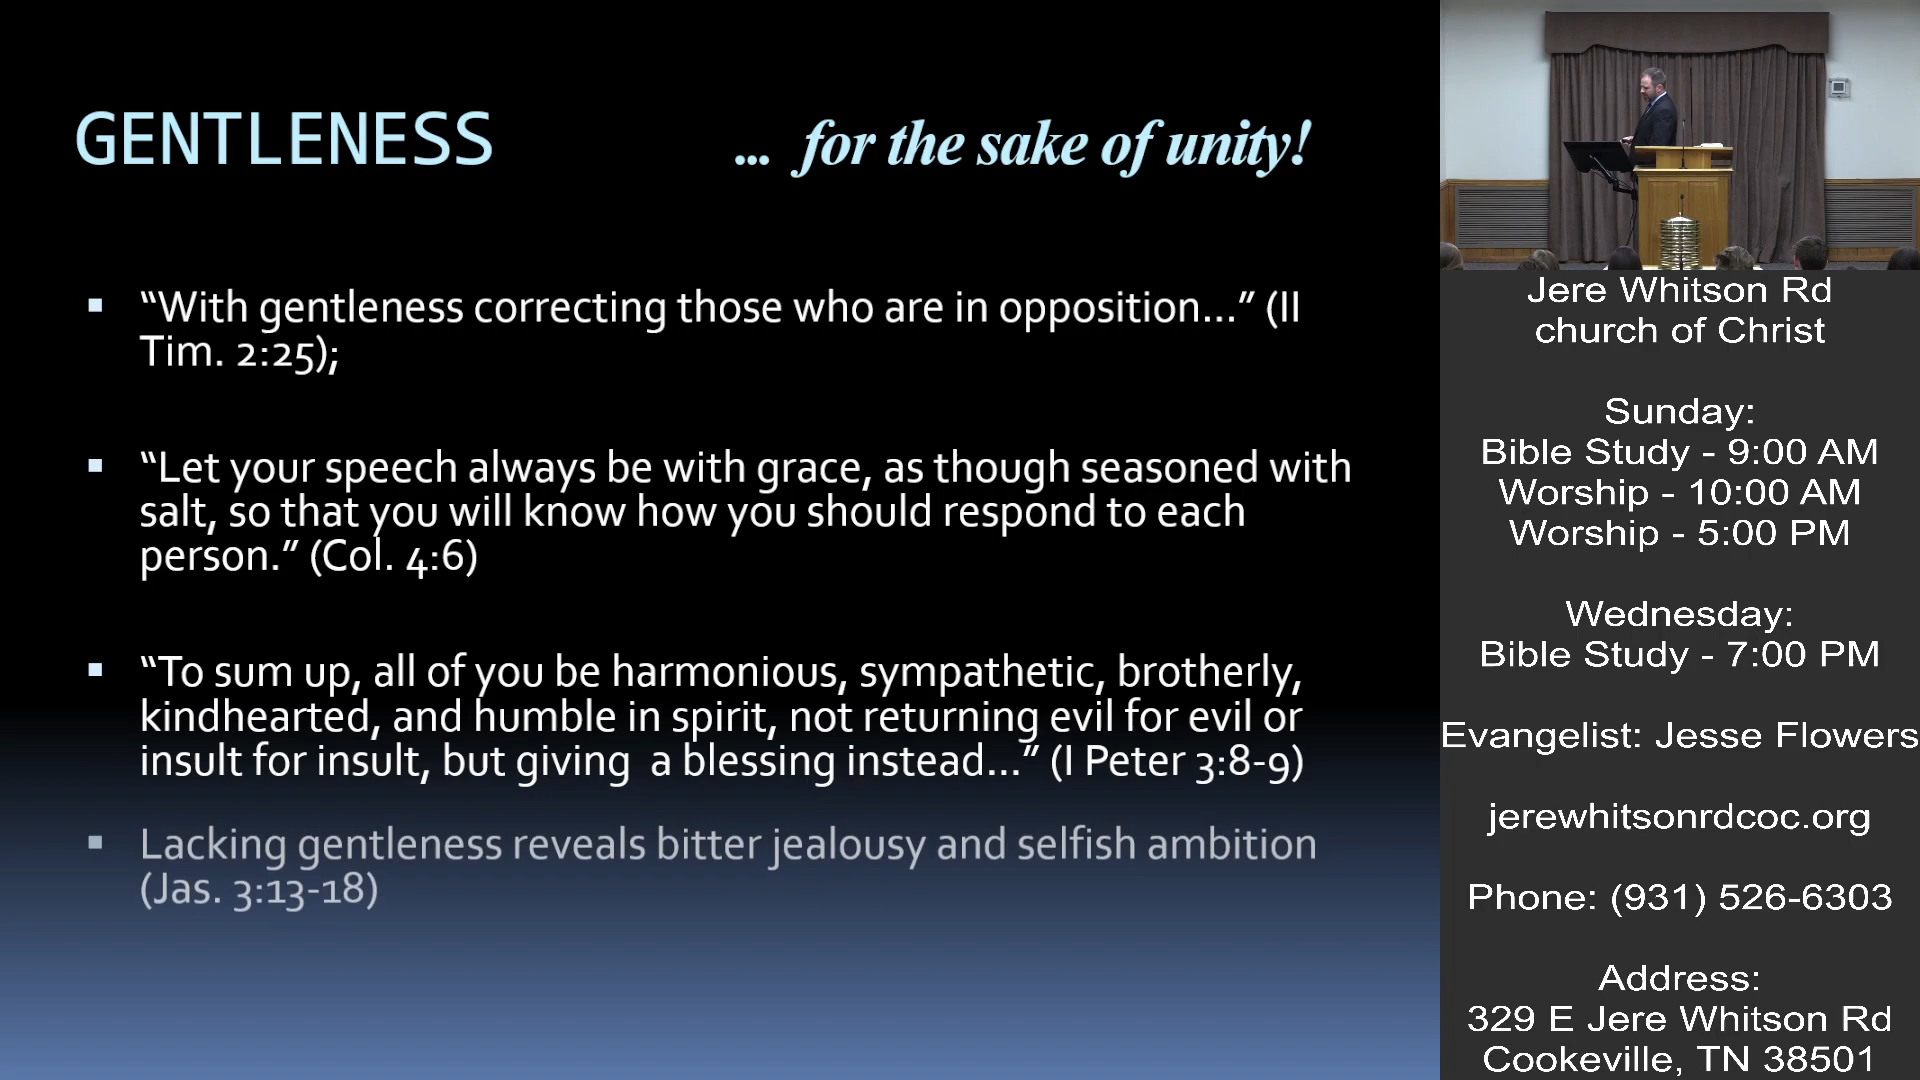 GENTLENESS ... for the sake of unity!
▪ “With gentleness correcting those who are in opposition…” (II
Tim. 2:25);
▪ “Let your speech always be with grace, as though seasoned with
salt, so that you will know how you should respond to each
person.” (Col. 4:6)
▪ “To sum up, all of you be harmonious, sympathetic, brotherly,
kindhearted, and humble in spirit, not returning evil for evil or
insult for insult, but giving  a blessing instead…” (I Peter 3:8-9)
▪ Lacking gentleness reveals bitter jealousy and selfish ambition
(Jas. 3:13-18)
Jere Whitson Rd
church of Christ
Sunday:
Bible Study - 9:00 AM
Worship - 10:00 AM
Worship - 5:00 PM
Wednesday:
Bible Study - 7:00 PM
Evangelist: Jesse Flowers
jerewhitsonrdcoc.org
Phone: (931) 526-6303
Address:
329 E Jere Whitson Rd
Cookeville, TN 38501